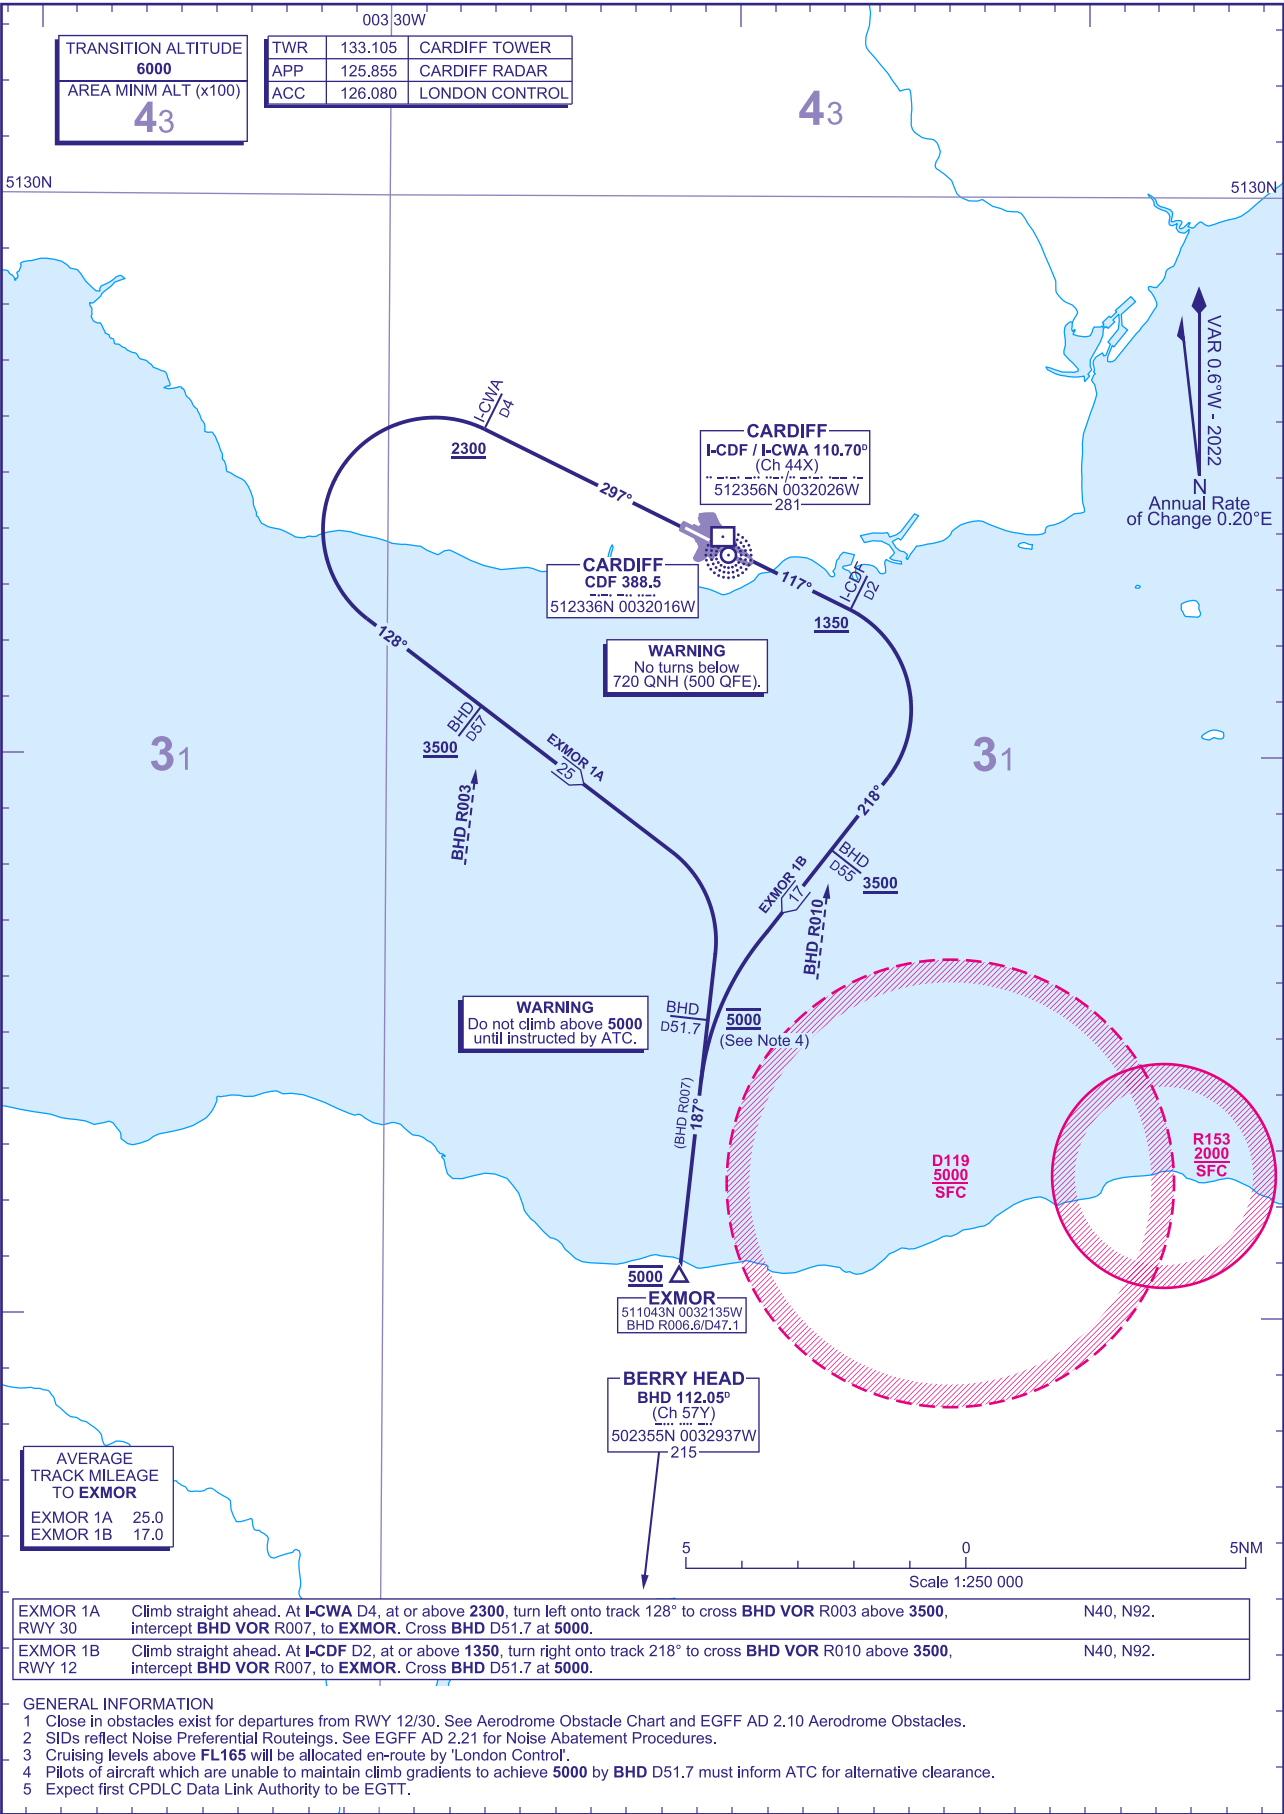 003 30W
TRANSITION ALTITUDE
6000
AREA MINM ALT (x100)
43
TWR 133.105 CARDIFF TOWER
APP 125.855 CARDIFF RADAR
ACC 126.080 LONDON CONTROL
43
5130N
5130N
VAR 0.6°W - 2022
N
Annual Rate
of Change 0.20°E
I-CWA
D4
2300
297°
CARDIFF
I-CDF / I-CWA 110.70ᴰ
(Ch 44X)
512356N 0032026W
281
CARDIFF
CDF 388.5
512336N 0032016W
117°
I-CDF
D2
1350
128°
WARNING
No turns below
720 QNH (500 QFE).
BHD
D57
3500
31
31
EXMOR 1A
25
BHD R003
218°
BHD
D55
3500
EXMOR 1B
17
BHD R010
WARNING
Do not climb above 5000
until instructed by ATC.
BHD
D51.7
5000
(See Note 4)
(BHD R007)
187°
D119
5000
SFC
R153
2000
SFC
5000
EXMOR
511043N 0032135W
BHD R006.6/D47.1
BERRY HEAD
BHD 112.05ᴰ
(Ch 57Y)
502355N 0032937W
215
AVERAGE
TRACK MILEAGE
TO EXMOR
EXMOR 1A 25.0
EXMOR 1B 17.0
5 0 5NM
Scale 1:250 000
EXMOR 1A Climb straight ahead. At I-CWA D4, at or above 2300, turn left onto track 128° to cross BHD VOR R003 above 3500, N40, N92.
RWY 30 intercept BHD VOR R007, to EXMOR. Cross BHD D51.7 at 5000.
EXMOR 1B Climb straight ahead. At I-CDF D2, at or above 1350, turn right onto track 218° to cross BHD VOR R010 above 3500, N40, N92.
RWY 12 intercept BHD VOR R007, to EXMOR. Cross BHD D51.7 at 5000.
GENERAL INFORMATION
1 Close in obstacles exist for departures from RWY 12/30. See Aerodrome Obstacle Chart and EGFF AD 2.10 Aerodrome Obstacles.
2 SIDs reflect Noise Preferential Routeings. See EGFF AD 2.21 for Noise Abatement Procedures.
3 Cruising levels above FL165 will be allocated en-route by 'London Control'.
4 Pilots of aircraft which are unable to maintain climb gradients to achieve 5000 by BHD D51.7 must inform ATC for alternative clearance.
5 Expect first CPDLC Data Link Authority to be EGTT.